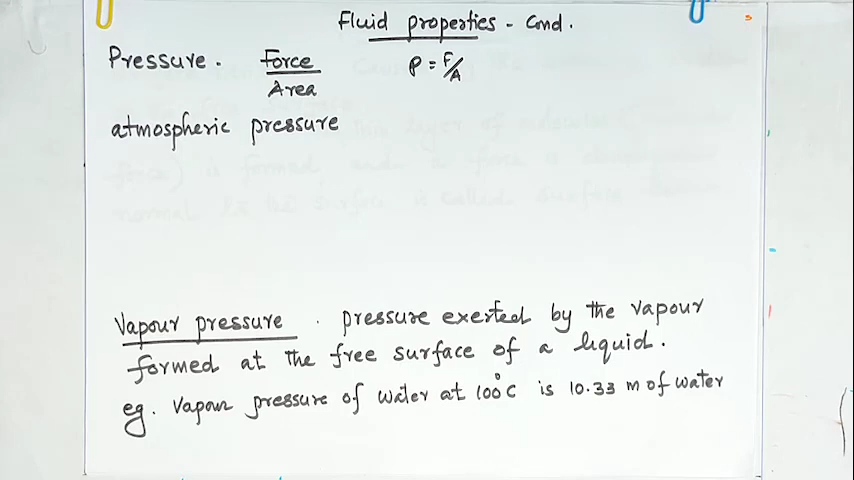 Fluid properties - Cond.
Pressure. Force / Area P = F/A
atmospheric pressure
Vapour pressure. pressure exerted by the vapour
formed at the free surface of a liquid.
eg. Vapour pressure of water at 100°C is 10.33 m of water